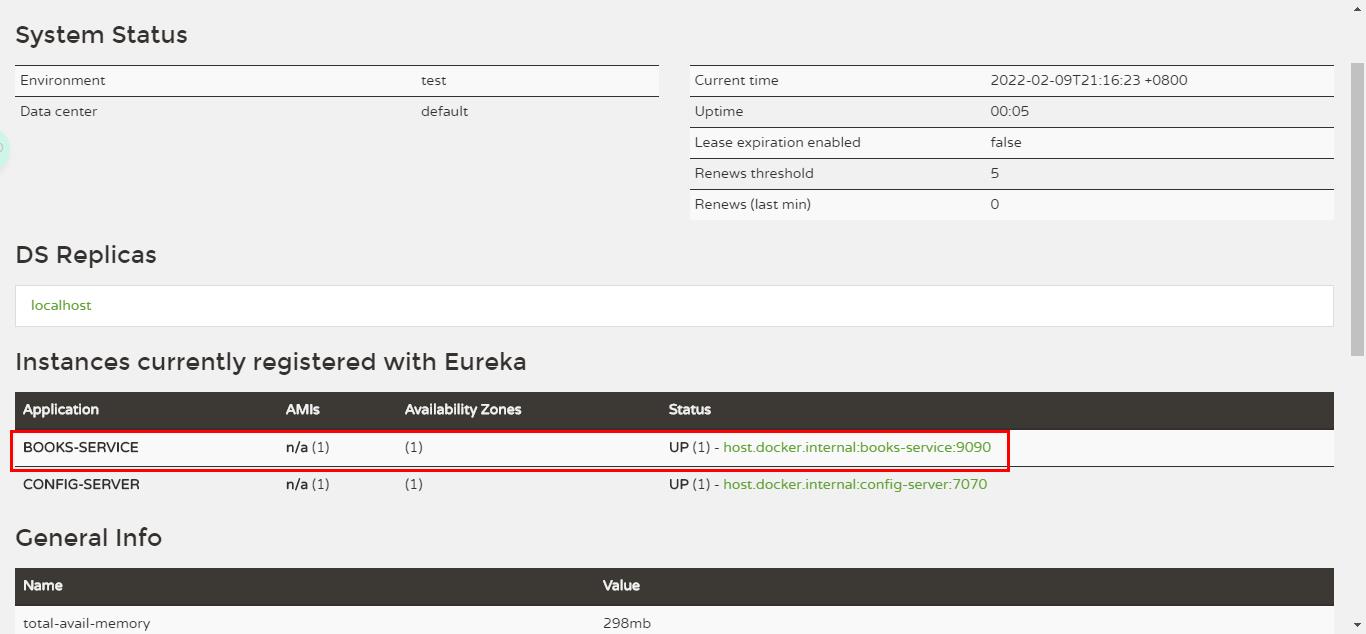 System Status
Environment test
Data center default
Current time 2022-02-09T21:16:23 +0800
Uptime 00:05
Lease expiration enabled false
Renews threshold 5
Renews (last min) 0
DS Replicas
localhost
Instances currently registered with Eureka
Application AMIs Availability Zones Status
BOOKS-SERVICE n/a (1) (1) UP (1) - host.docker.internal:books-service:9090
CONFIG-SERVER n/a (1) (1) UP (1) - host.docker.internal:config-server:7070
General Info
Name Value
total-avail-memory 298mb